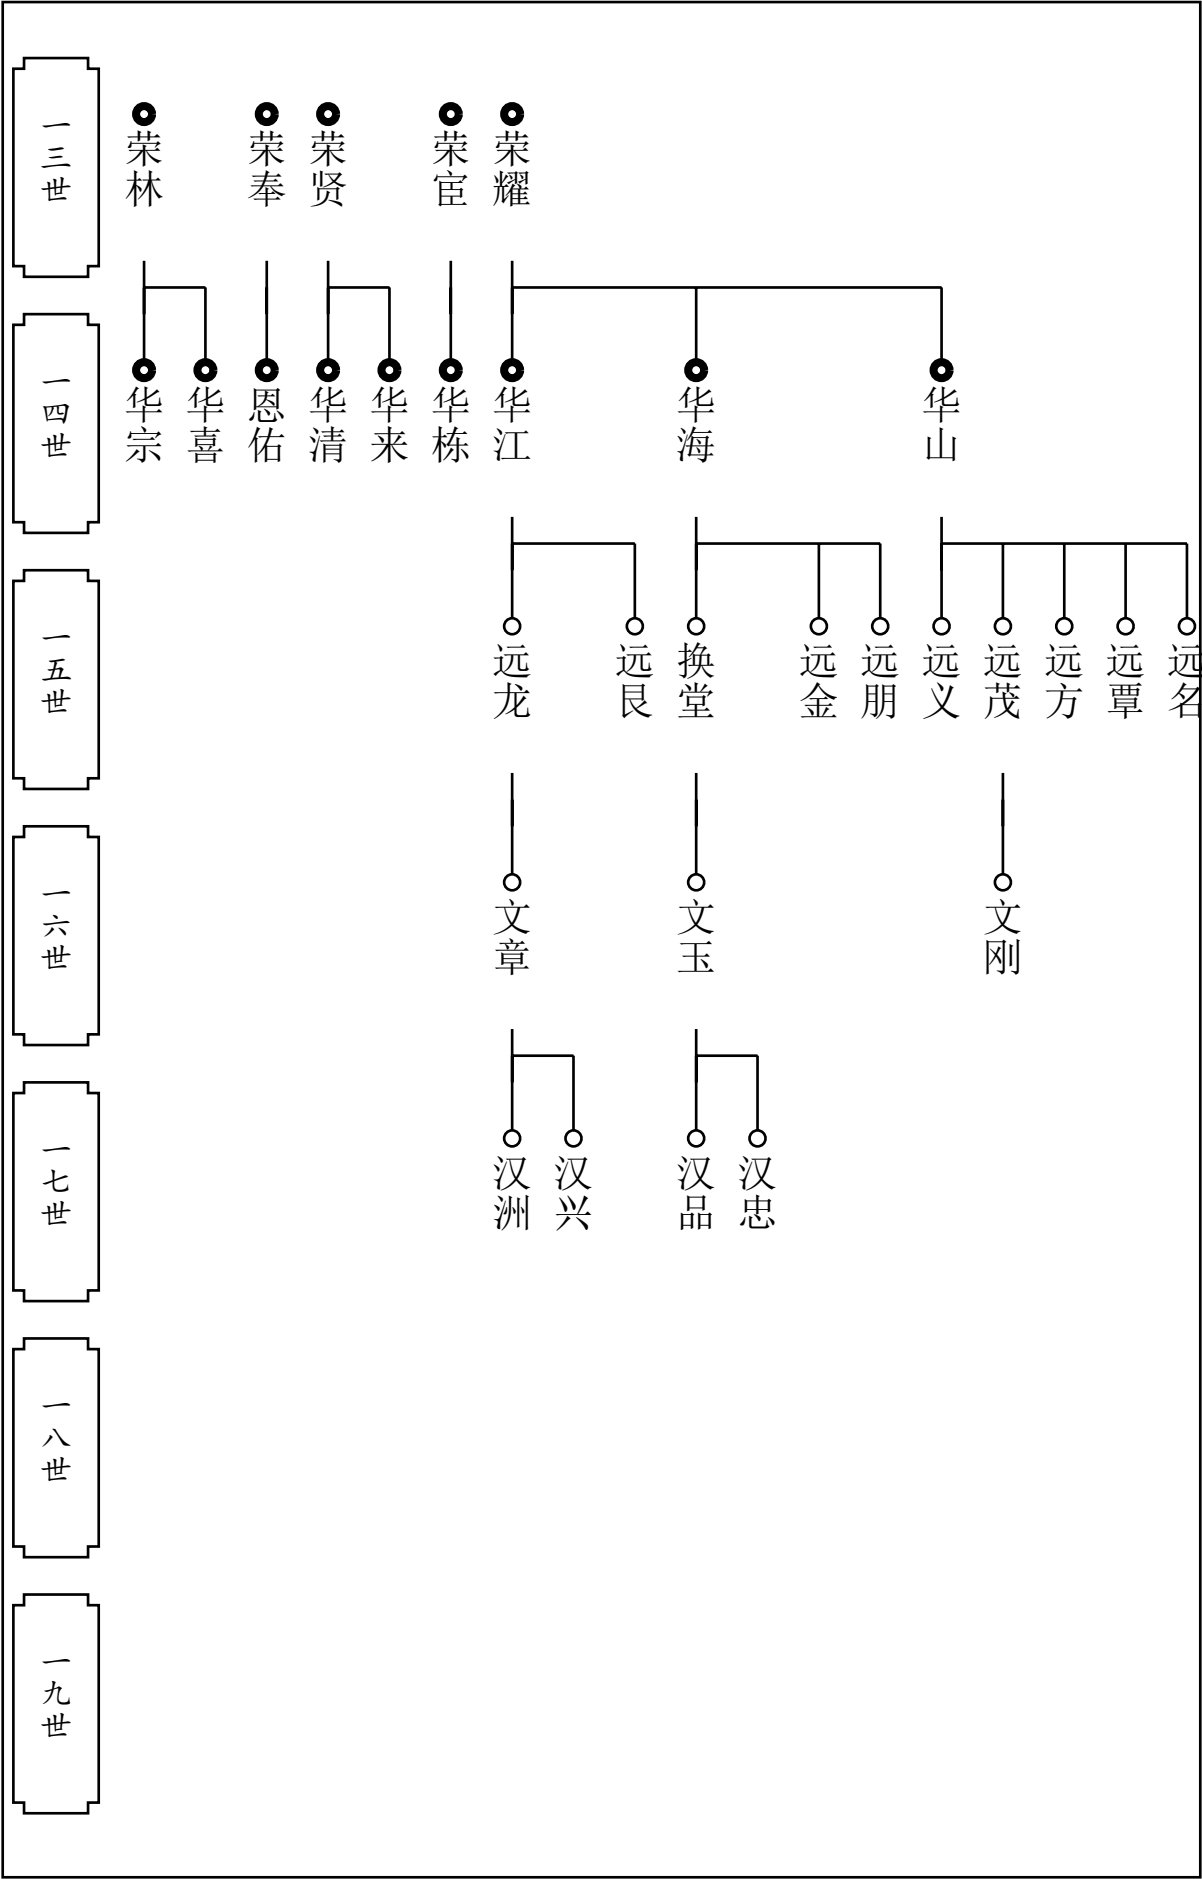 一三世
荣林
荣奉
荣贤
荣宦
荣耀
一四世
华宗
华喜
恩佑
华清
华来
华栋
华江
华海
华山
一五世
远龙
远艮
换堂
远金
远朋
远义
远茂
远方
远覃
远名
一六世
文章
文玉
文刚
一七世
汉洲
汉兴
汉品
汉忠
一八世
一九世